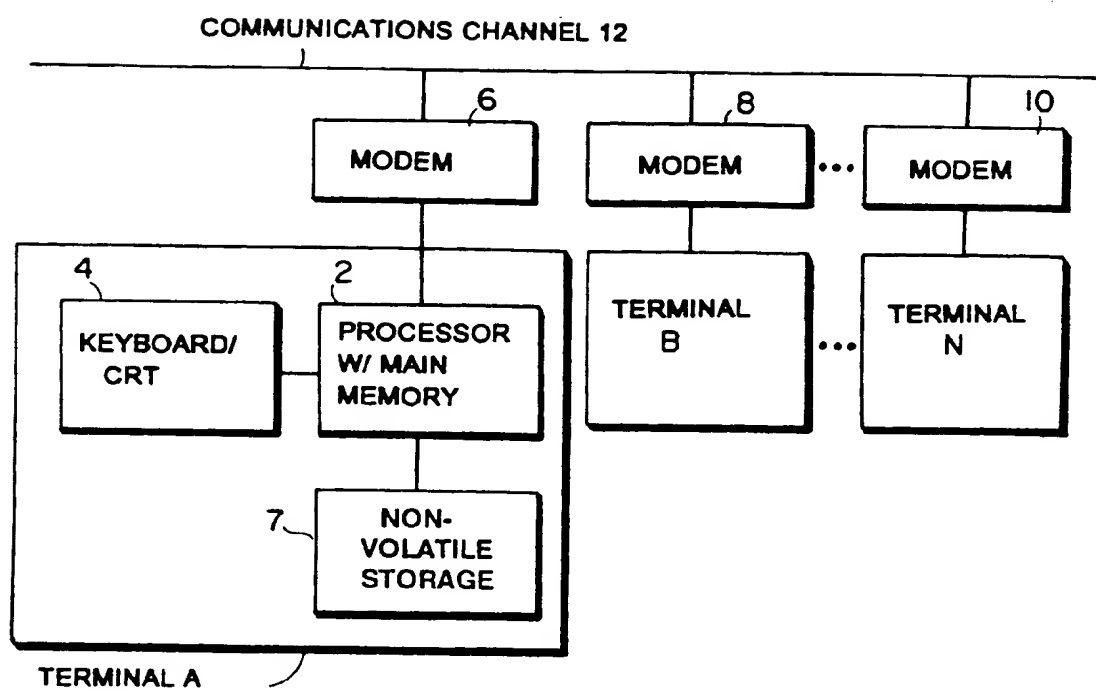 COMMUNICATIONS CHANNEL 12
6
MODEM
8
MODEM
...
10
MODEM
4
KEYBOARD/
CRT
2
PROCESSOR
W/ MAIN
MEMORY
7
NON-
VOLATILE
STORAGE
TERMINAL A
TERMINAL
B
...
TERMINAL
N